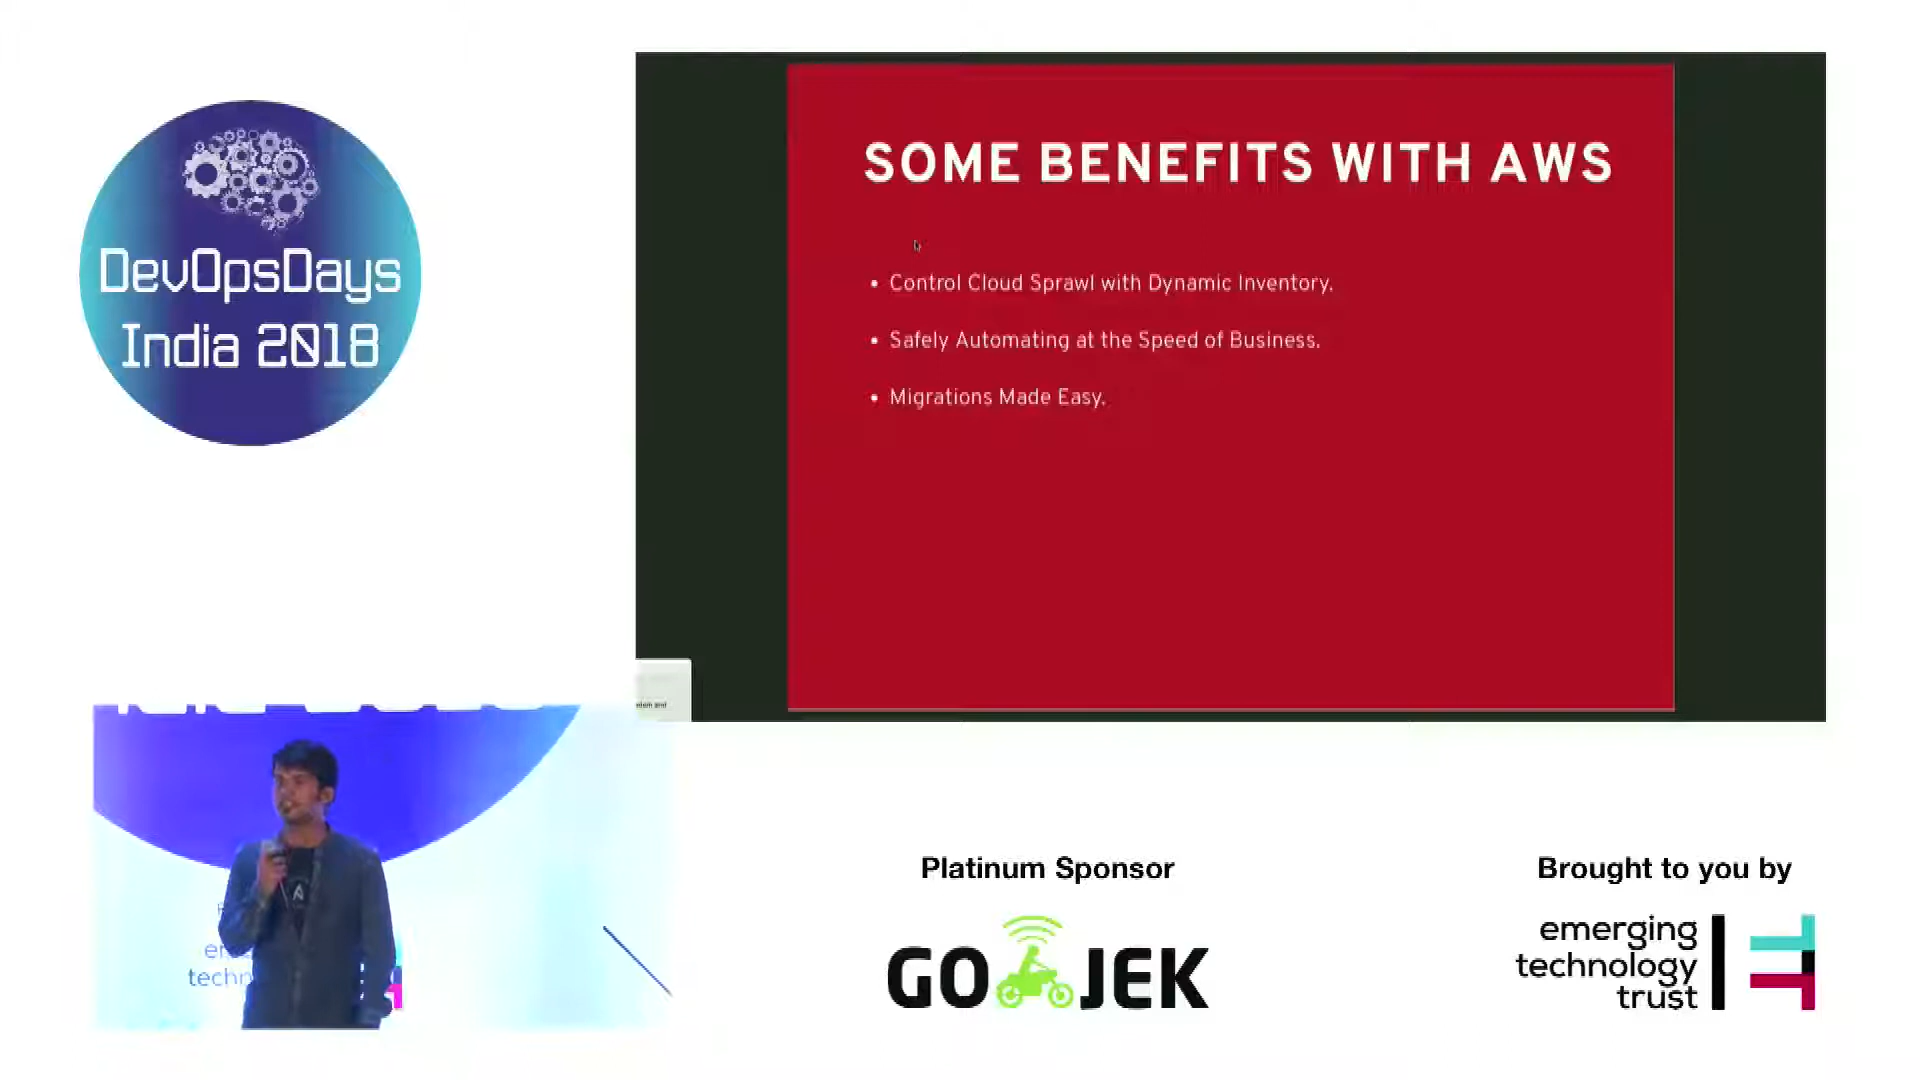 DevOpsDays
India 2018
SOME BENEFITS WITH AWS
• Control Cloud Sprawl with Dynamic Inventory.
• Safely Automating at the Speed of Business.
• Migrations Made Easy.
techn
Platinum Sponsor
GO JEK
Brought to you by
emerging
technology
trust